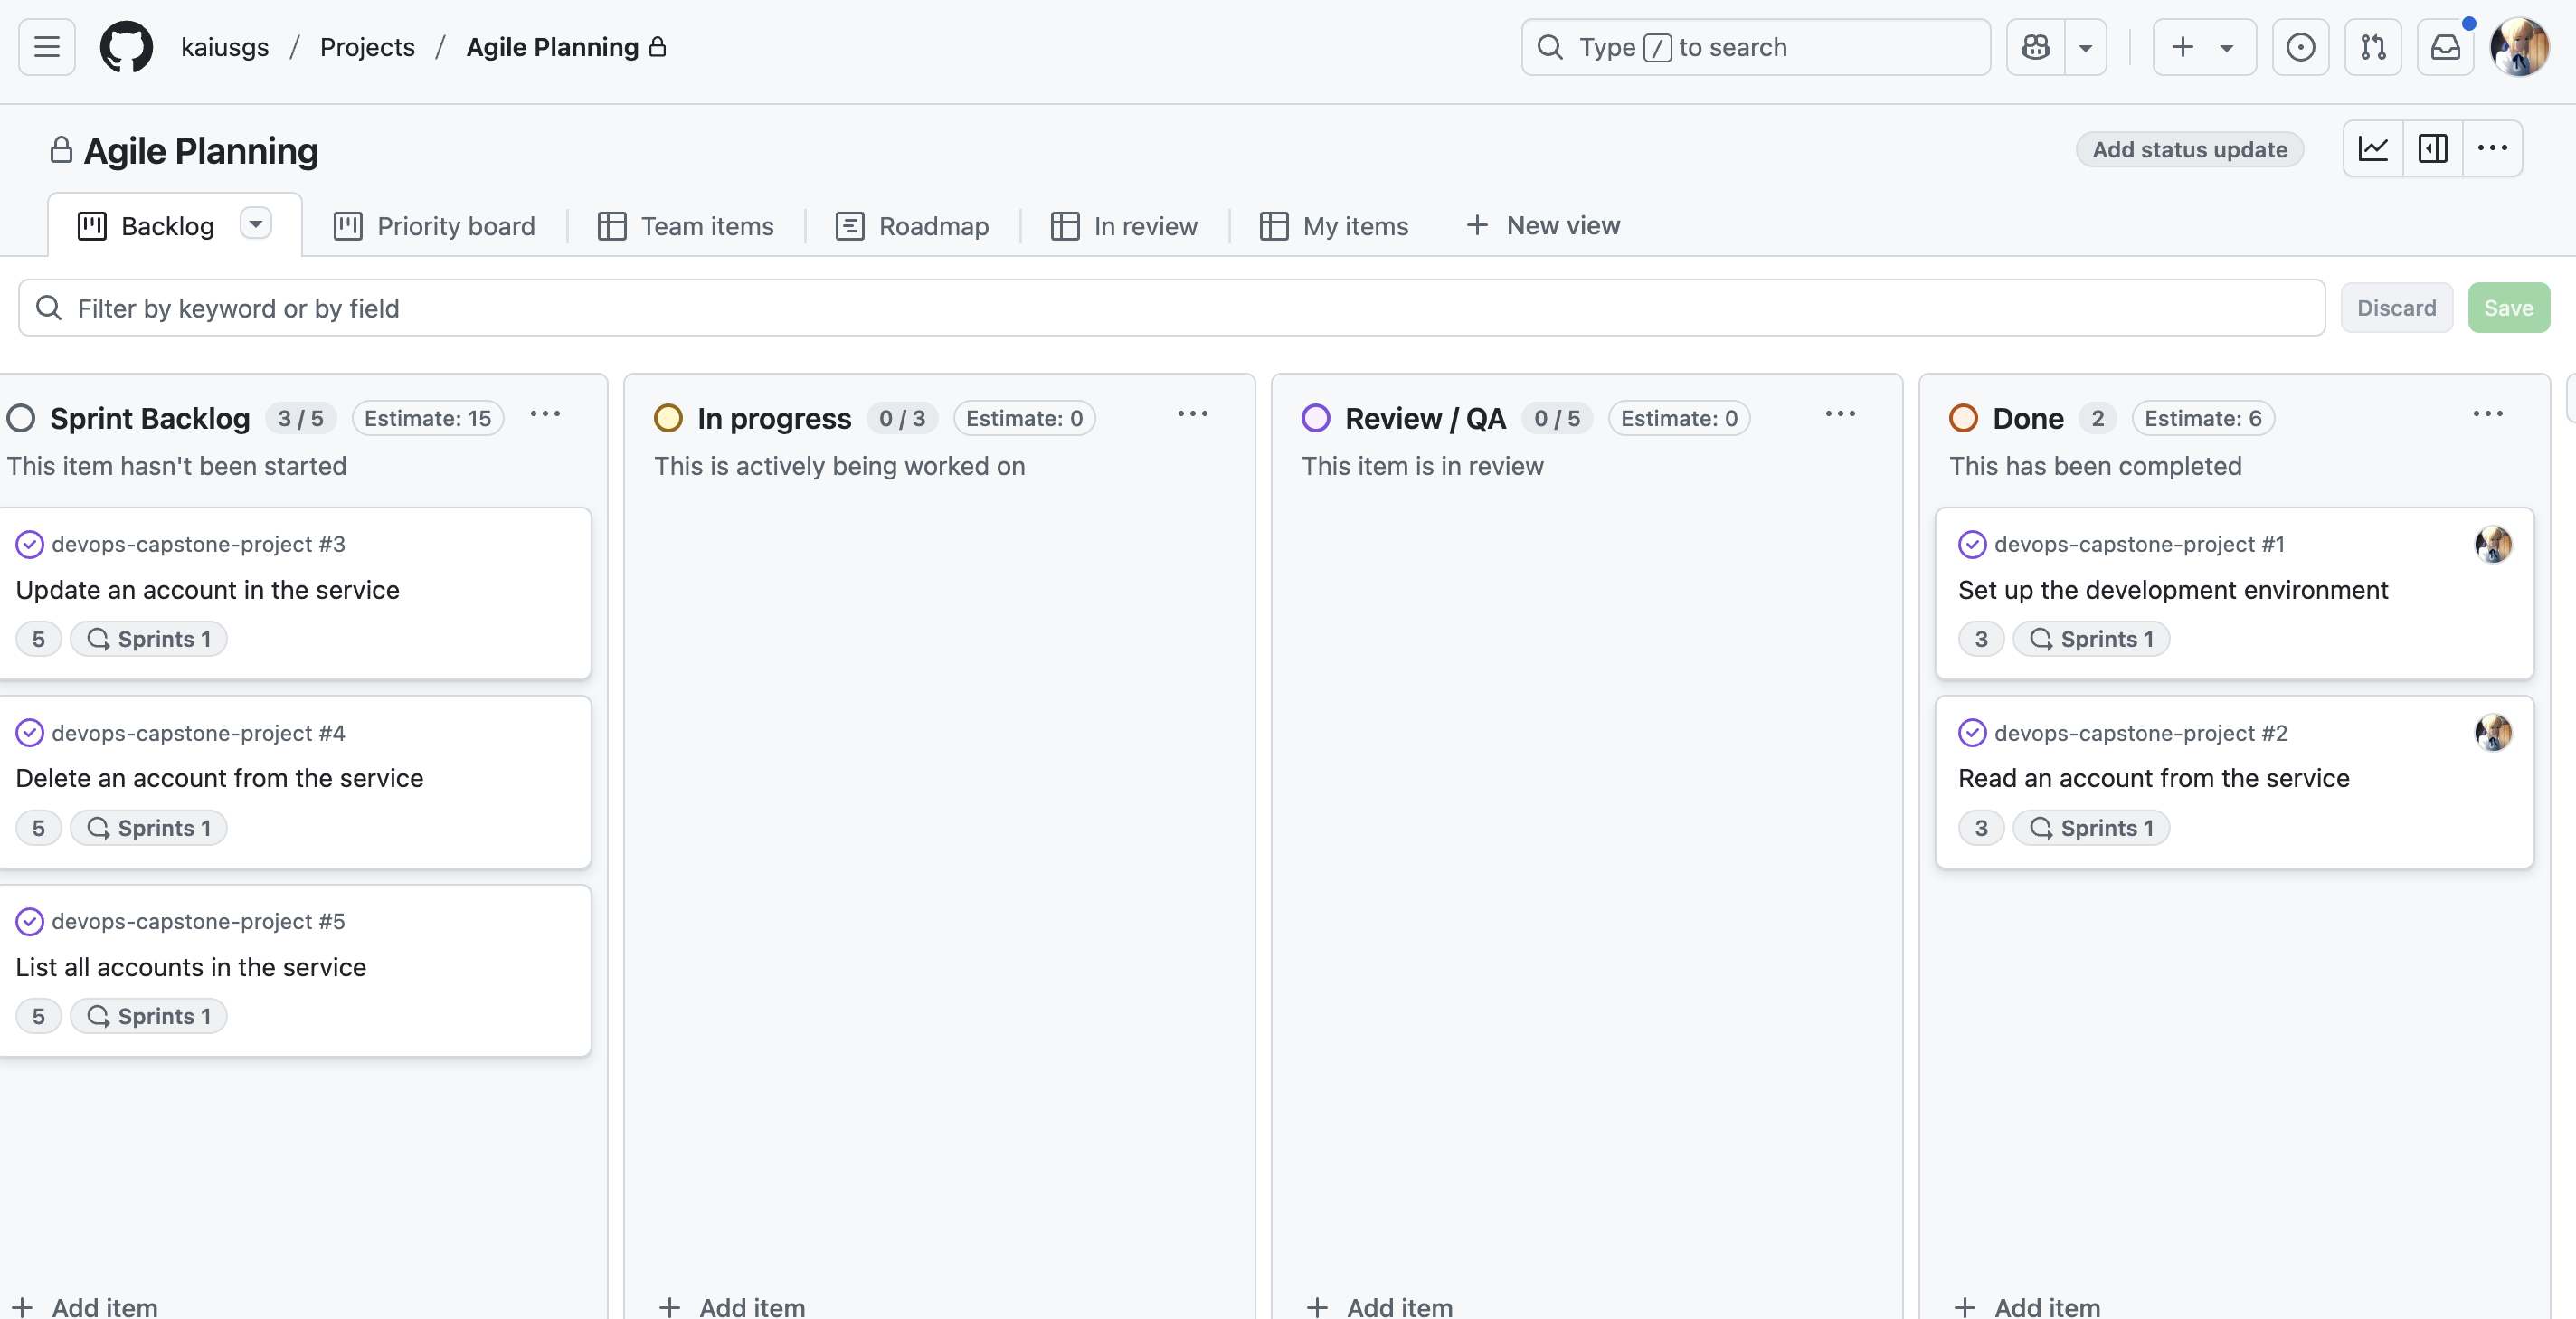 kaiusgs / Projects / Agile Planning
Type / to search
Agile Planning
Add status update
Backlog
Priority board
Team items
Roadmap
In review
My items
+ New view
Filter by keyword or by field
Discard
Save
Sprint Backlog 3 / 5 Estimate: 15
This item hasn't been started
devops-capstone-project #3
Update an account in the service
5 Sprints 1
devops-capstone-project #4
Delete an account from the service
5 Sprints 1
devops-capstone-project #5
List all accounts in the service
5 Sprints 1
+ Add item
In progress 0 / 3 Estimate: 0
This is actively being worked on
+ Add item
Review / QA 0 / 5 Estimate: 0
This item is in review
+ Add item
Done 2 Estimate: 6
This has been completed
devops-capstone-project #1
Set up the development environment
3 Sprints 1
devops-capstone-project #2
Read an account from the service
3 Sprints 1
+ Add item